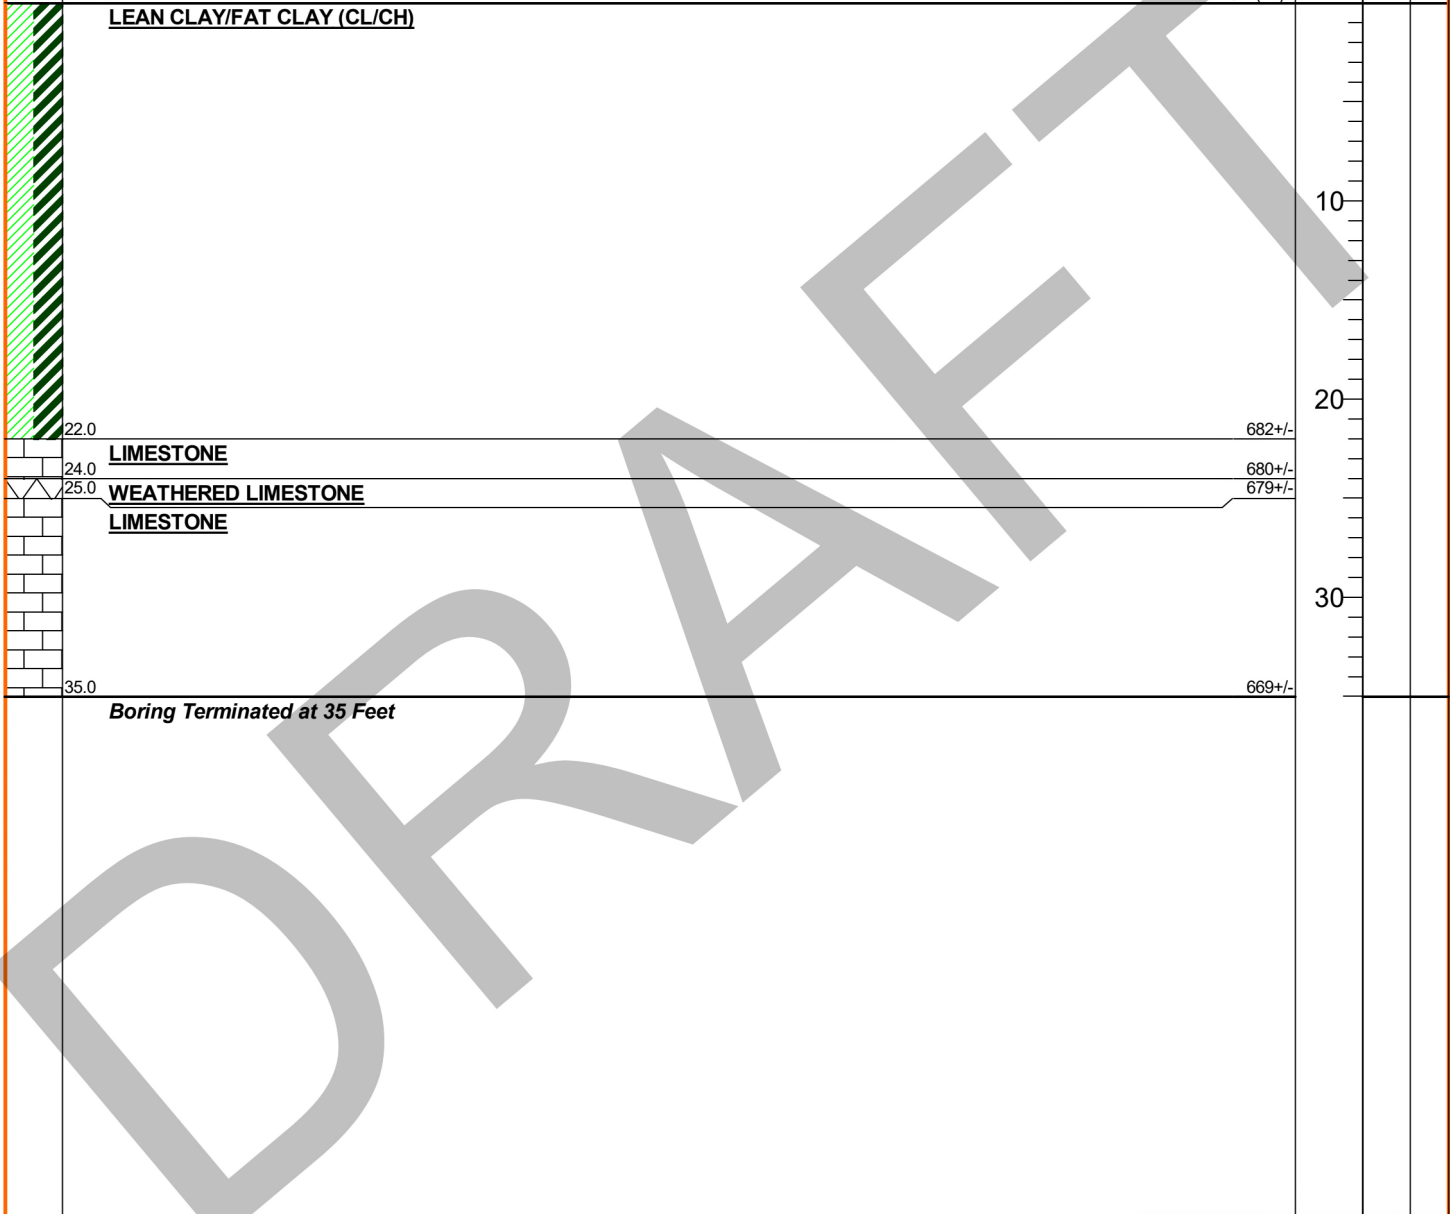 LEAN CLAY/FAT CLAY (CL/CH)
10
20
22.0 682+/-
LIMESTONE
24.0 680+/-
25.0 WEATHERED LIMESTONE 679+/-
LIMESTONE
30
35.0 669+/-
Boring Terminated at 35 Feet
DRAFT